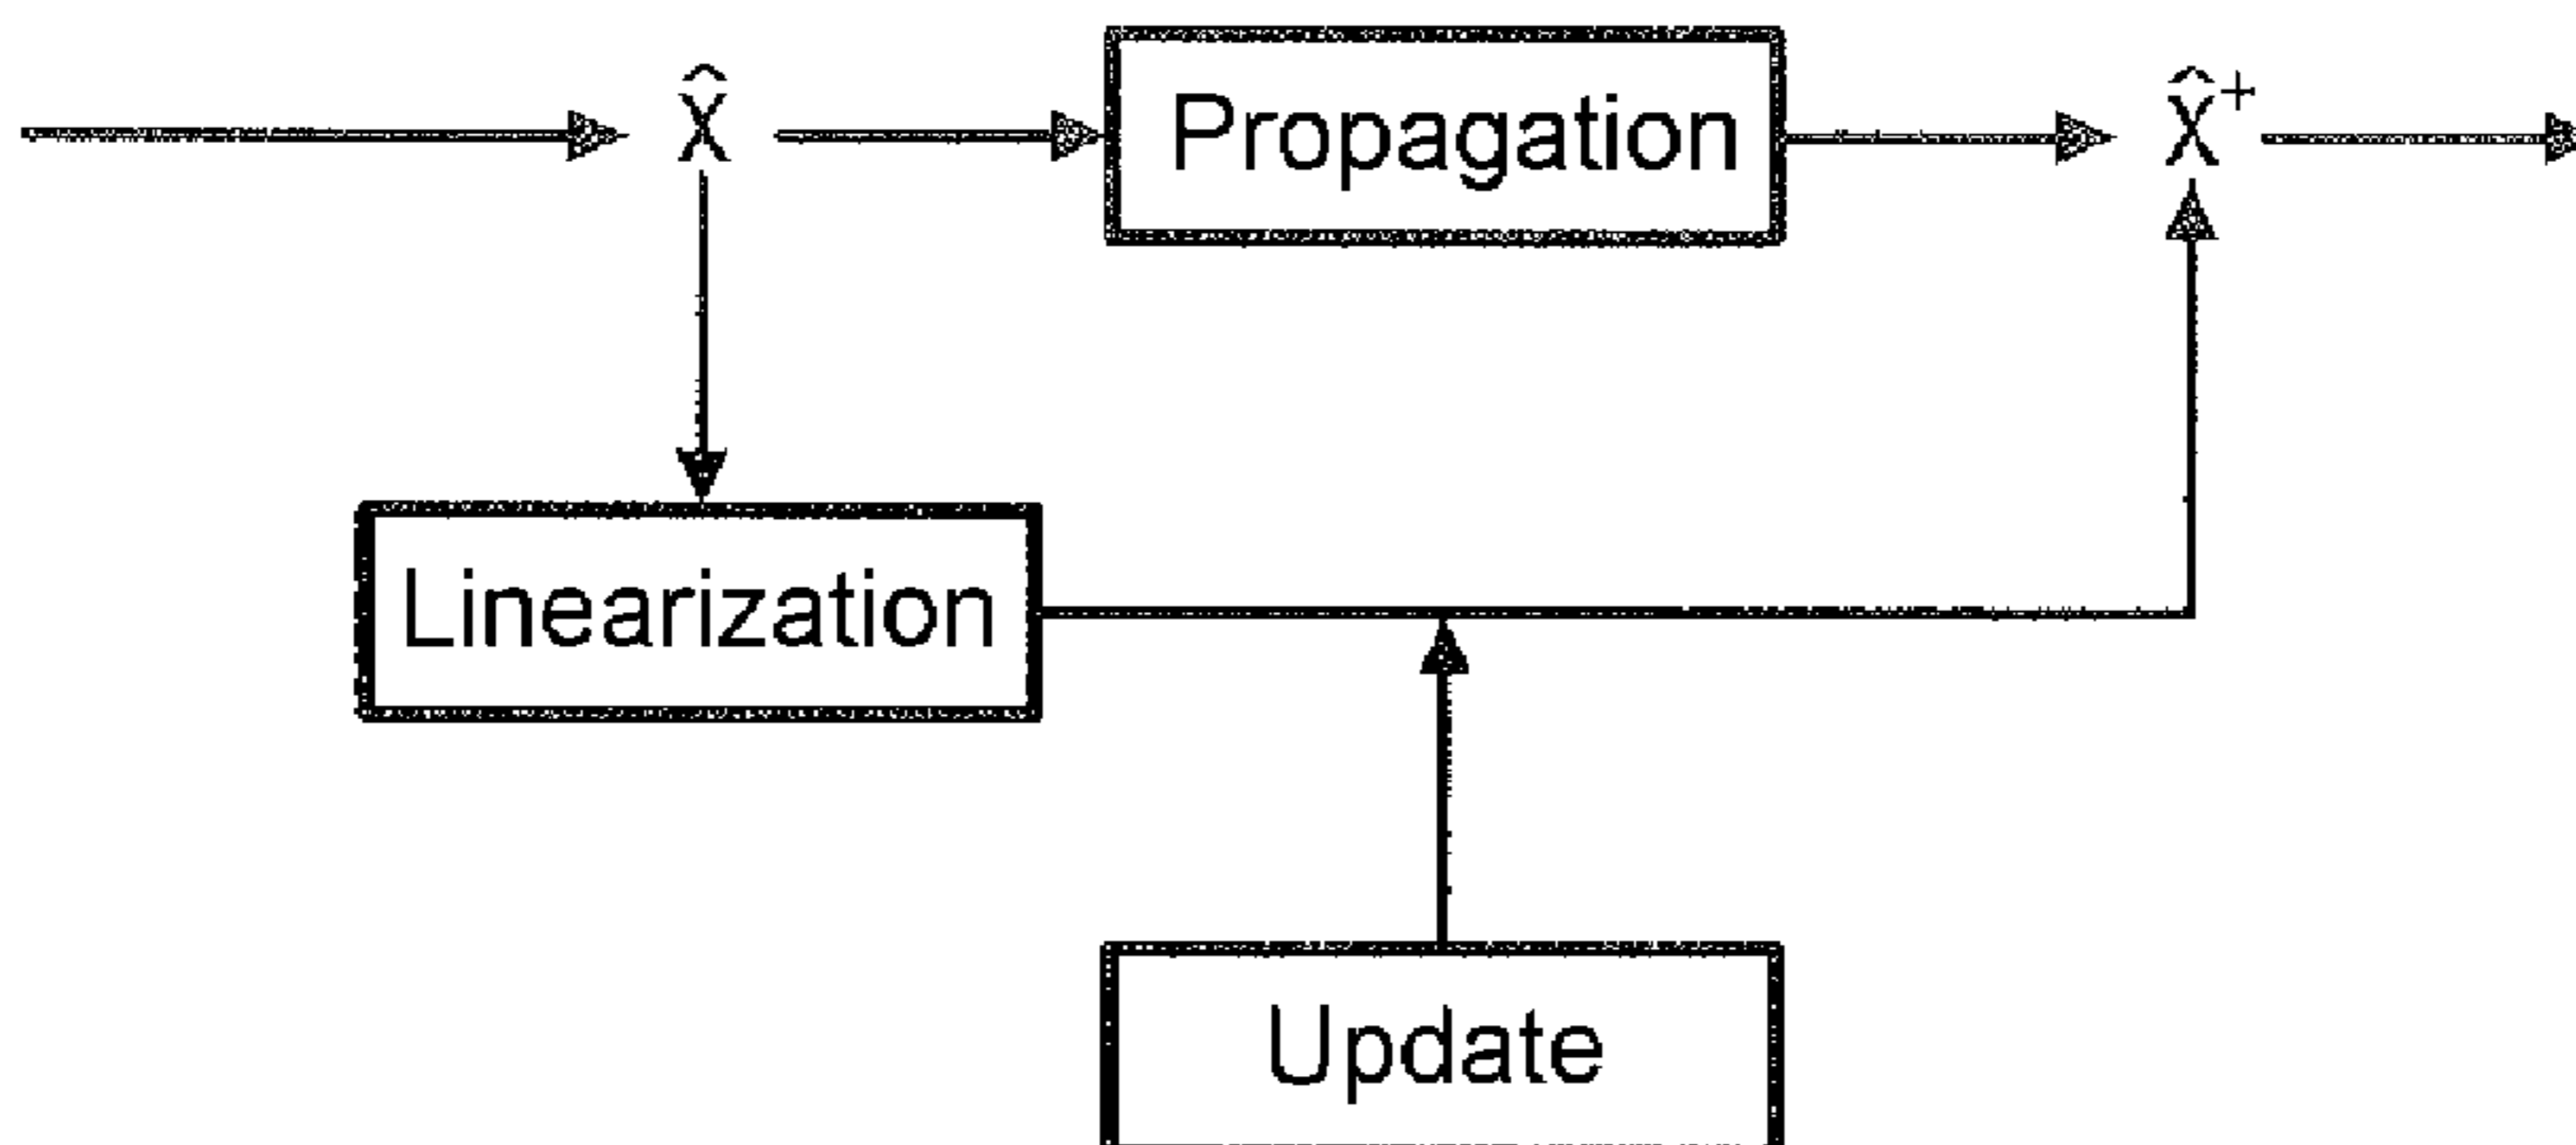 x̂
Propagation
x̂⁺
Linearization
Update